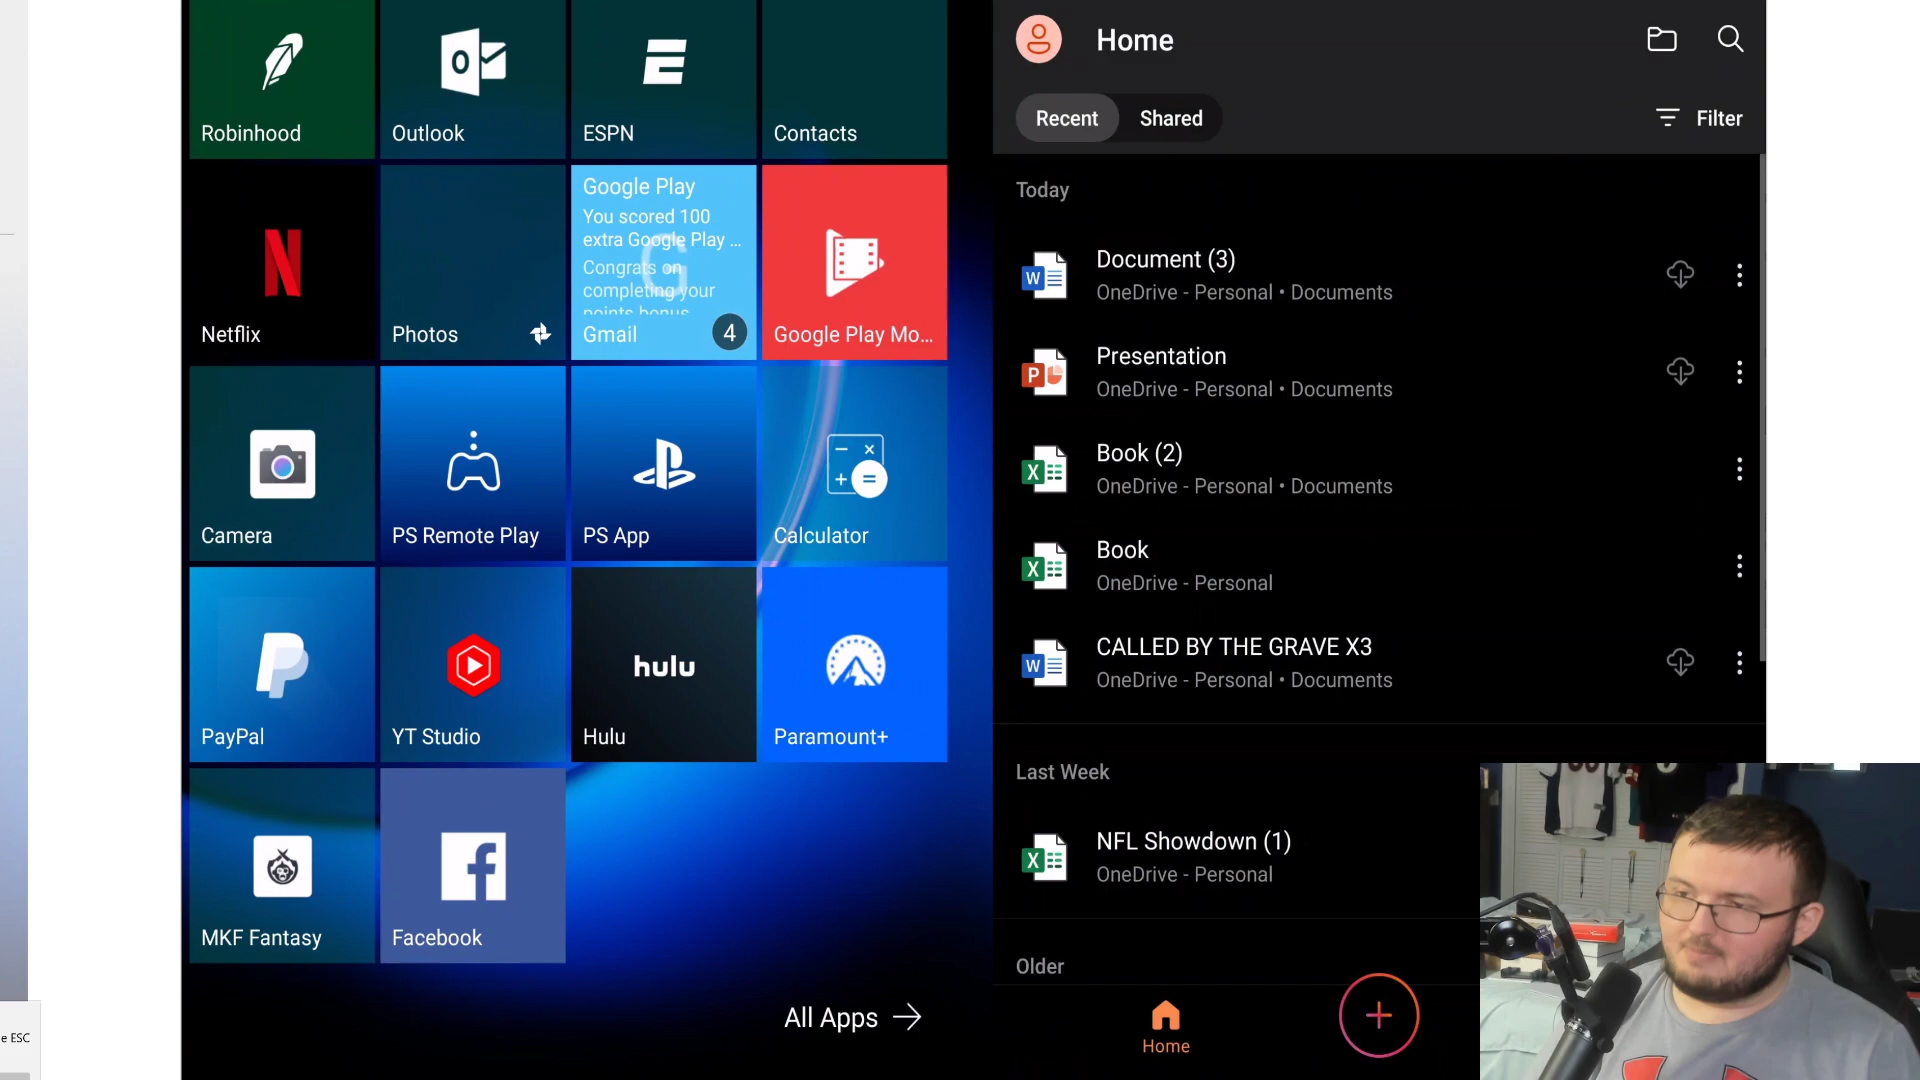 Robinhood
Outlook
ESPN
Contacts
Netflix
Photos
Google Play
You scored 100
extra Google Play ...
Congrats on
completing your
points bonus
Gmail
4
Google Play Mo...
Camera
PS Remote Play
PS App
Calculator
PayPal
YT Studio
hulu
Hulu
Paramount+
MKF Fantasy
Facebook
All Apps
e ESC
Home
Recent
Shared
Filter
Today
Document (3)
OneDrive - Personal • Documents
Presentation
OneDrive - Personal • Documents
Book (2)
OneDrive - Personal • Documents
Book
OneDrive - Personal
CALLED BY THE GRAVE X3
OneDrive - Personal • Documents
Last Week
NFL Showdown (1)
OneDrive - Personal
Older
Home